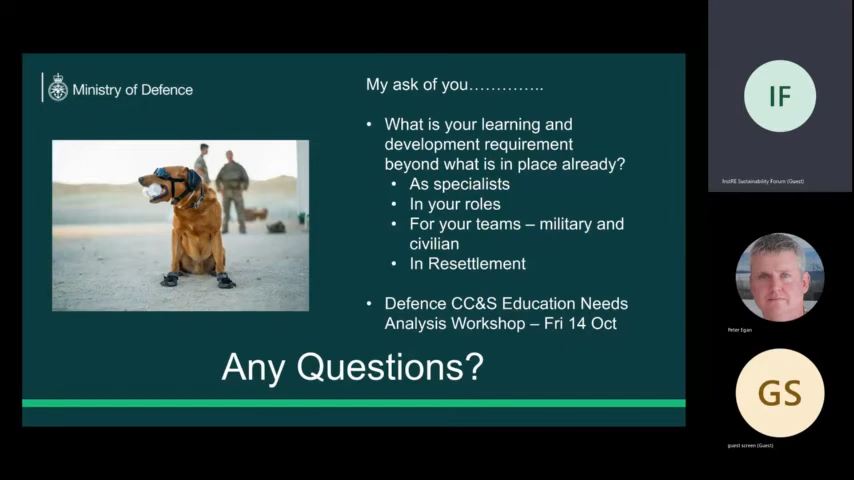 Ministry of Defence
My ask of you…………..
• What is your learning and
development requirement
beyond what is in place already?
• As specialists
• In your roles
• For your teams – military and
civilian
• In Resettlement
• Defence CC&S Education Needs
Analysis Workshop – Fri 14 Oct
Any Questions?
IF
firstRE Sustainability Forum (Guest)
Peter Egan
GS
guest screen (Guest)